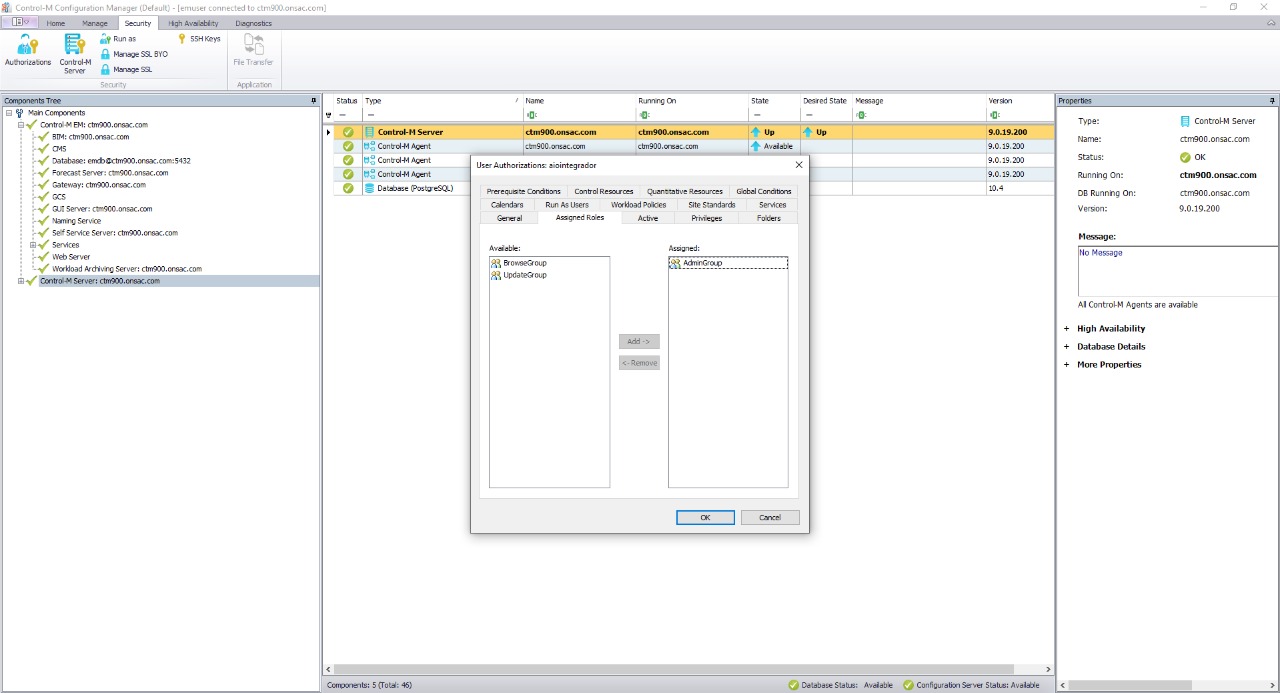 Control-M Configuration Manager (Default) - [emuser connected to ctm900.onsac.com]
Home Manage Security High Availability Diagnostics
Authorizations
Control-M Server
Run as
Manage SSL BYO
Manage SSL
SSH Keys
File Transfer
Security Application
Components Tree
Main Components
Control-M EM: ctm900.onsac.com
BIM: ctm900.onsac.com
CMS
Database: emdb@ctm900.onsac.com:5432
Forecast Server: ctm900.onsac.com
Gateway: ctm900.onsac.com
GCS
GUI Server: ctm900.onsac.com
Naming Service
Self Service Server: ctm900.onsac.com
Services
Web Server
Workload Archiving Server: ctm900.onsac.com
Control-M Server: ctm900.onsac.com
Status Type / Name Running On State Desired State Message Version
Control-M Server ctm900.onsac.com ctm900.onsac.com Up Up 9.0.19.200
Control-M Agent ctm900.onsac.com ctm900.onsac.com Available 9.0.19.200
Control-M Agent 9.0.19.200
Control-M Agent 9.0.19.200
Database (PostgreSQL) 10.4
User Authorizations: aiointegrador
Prerequisite Conditions Control Resources Quantitative Resources Global Conditions
Calendars Run As Users Workload Policies Site Standards Services
General Assigned Roles Active Privileges Folders
Available: Assigned:
BrowseGroup AdminGroup
UpdateGroup
Add ->
<- Remove
OK Cancel
Properties
Type: Control-M Server
Name: ctm900.onsac.com
Status: OK
Running On: ctm900.onsac.com
DB Running On: ctm900.onsac.com
Version: 9.0.19.200
Message:
No Message
All Control-M Agents are available
+ High Availability
+ Database Details
+ More Properties
Components: 5 (Total: 46) Database Status: Available Configuration Server Status: Available